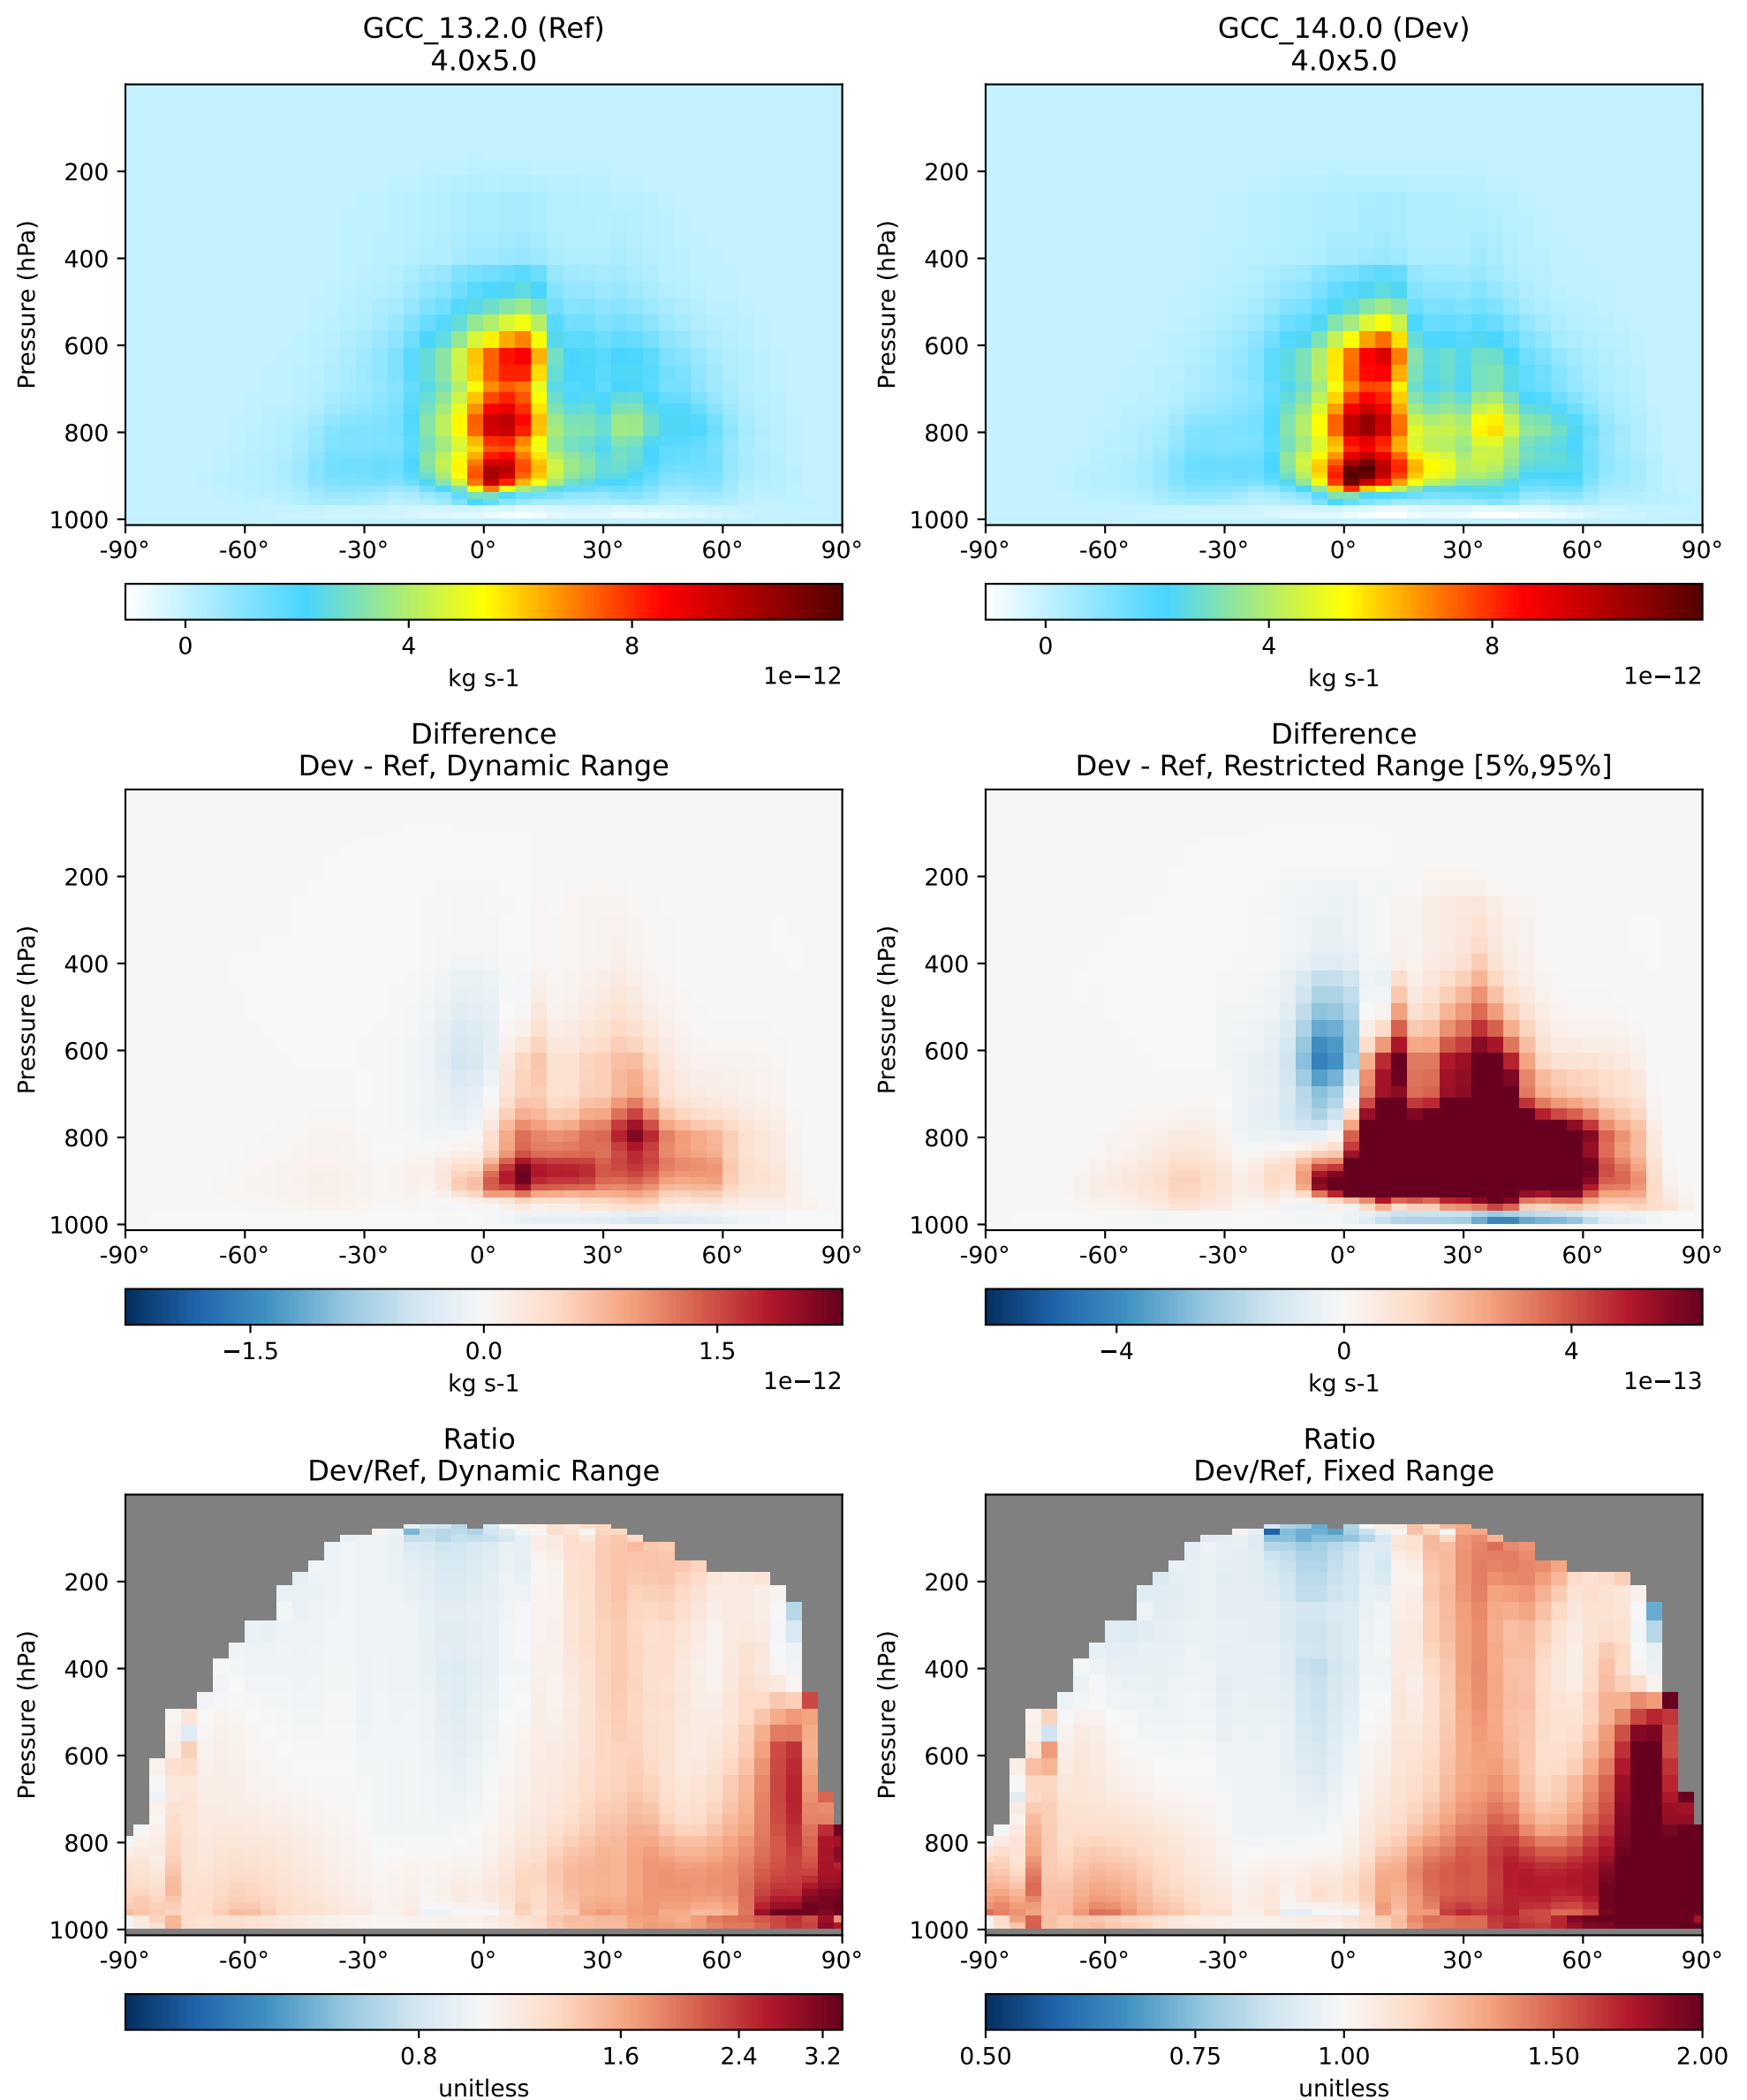 GCC_13.2.0 (Ref)
4.0x5.0
Pressure (hPa)
200
400
600
800
1000
-90° -60° -30° 0° 30° 60° 90°
0 4 8
kg s-1
1e−12
GCC_14.0.0 (Dev)
4.0x5.0
Pressure (hPa)
200
400
600
800
1000
-90° -60° -30° 0° 30° 60° 90°
0 4 8
kg s-1
1e−12
Difference
Dev - Ref, Dynamic Range
Pressure (hPa)
200
400
600
800
1000
-90° -60° -30° 0° 30° 60° 90°
−1.5 0.0 1.5
kg s-1
1e−12
Difference
Dev - Ref, Restricted Range [5%,95%]
Pressure (hPa)
200
400
600
800
1000
-90° -60° -30° 0° 30° 60° 90°
−4 0 4
kg s-1
1e−13
Ratio
Dev/Ref, Dynamic Range
Pressure (hPa)
200
400
600
800
1000
-90° -60° -30° 0° 30° 60° 90°
0.8 1.6 2.4 3.2
unitless
Ratio
Dev/Ref, Fixed Range
Pressure (hPa)
200
400
600
800
1000
-90° -60° -30° 0° 30° 60° 90°
0.50 0.75 1.00 1.50 2.00
unitless